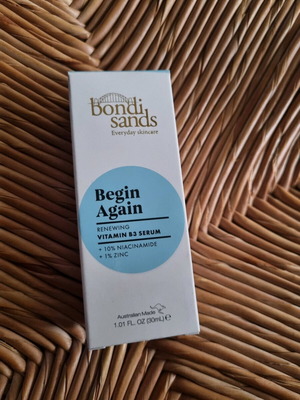 bondi
sands
Everyday skincare
Begin
Again
RENEWING
VITAMIN B3 SERUM
+ 10% NIACINAMIDE
+ 1% ZINC
Australian Made
1.01 FL. OZ (30ML) ℮